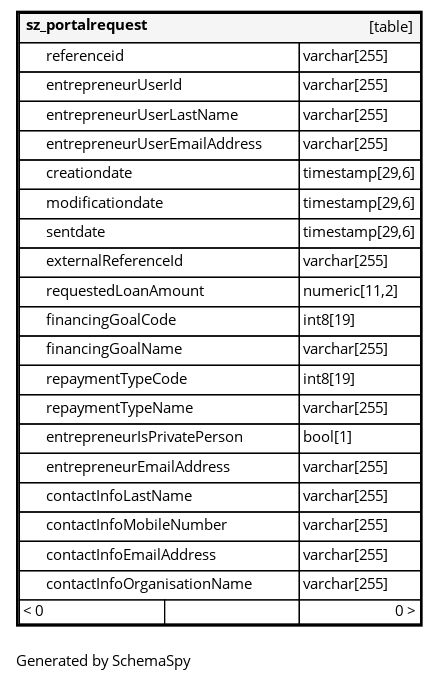 sz_portalrequest [table]
referenceid varchar[255]
entrepreneurUserId varchar[255]
entrepreneurUserLastName varchar[255]
entrepreneurUserEmailAddress varchar[255]
creationdate timestamp[29,6]
modificationdate timestamp[29,6]
sentdate timestamp[29,6]
externalReferenceId varchar[255]
requestedLoanAmount numeric[11,2]
financingGoalCode int8[19]
financingGoalName varchar[255]
repaymentTypeCode int8[19]
repaymentTypeName varchar[255]
entrepreneurIsPrivatePerson bool[1]
entrepreneurEmailAddress varchar[255]
contactInfoLastName varchar[255]
contactInfoMobileNumber varchar[255]
contactInfoEmailAddress varchar[255]
contactInfoOrganisationName varchar[255]
< 0 0 >
Generated by SchemaSpy